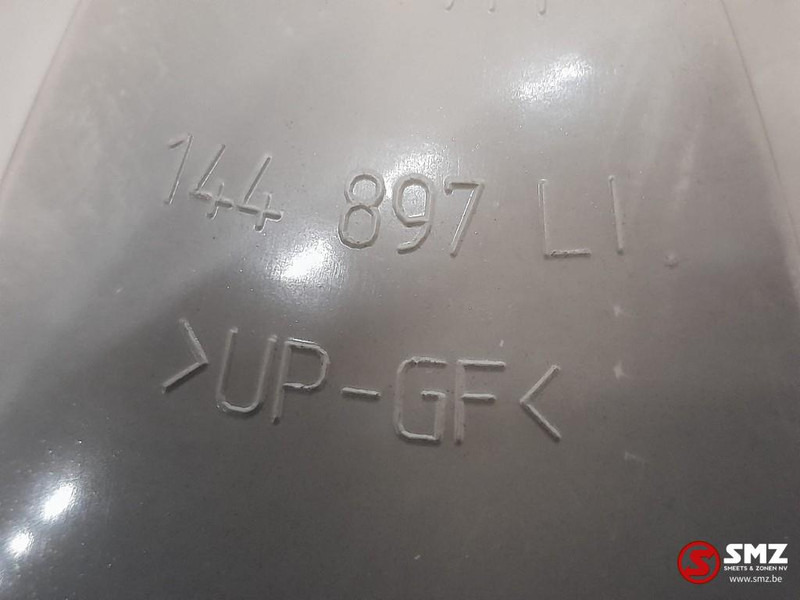 144 897 LI
>UP-GF<
SMZ
SMEETS & ZONEN NV
www.smz.be